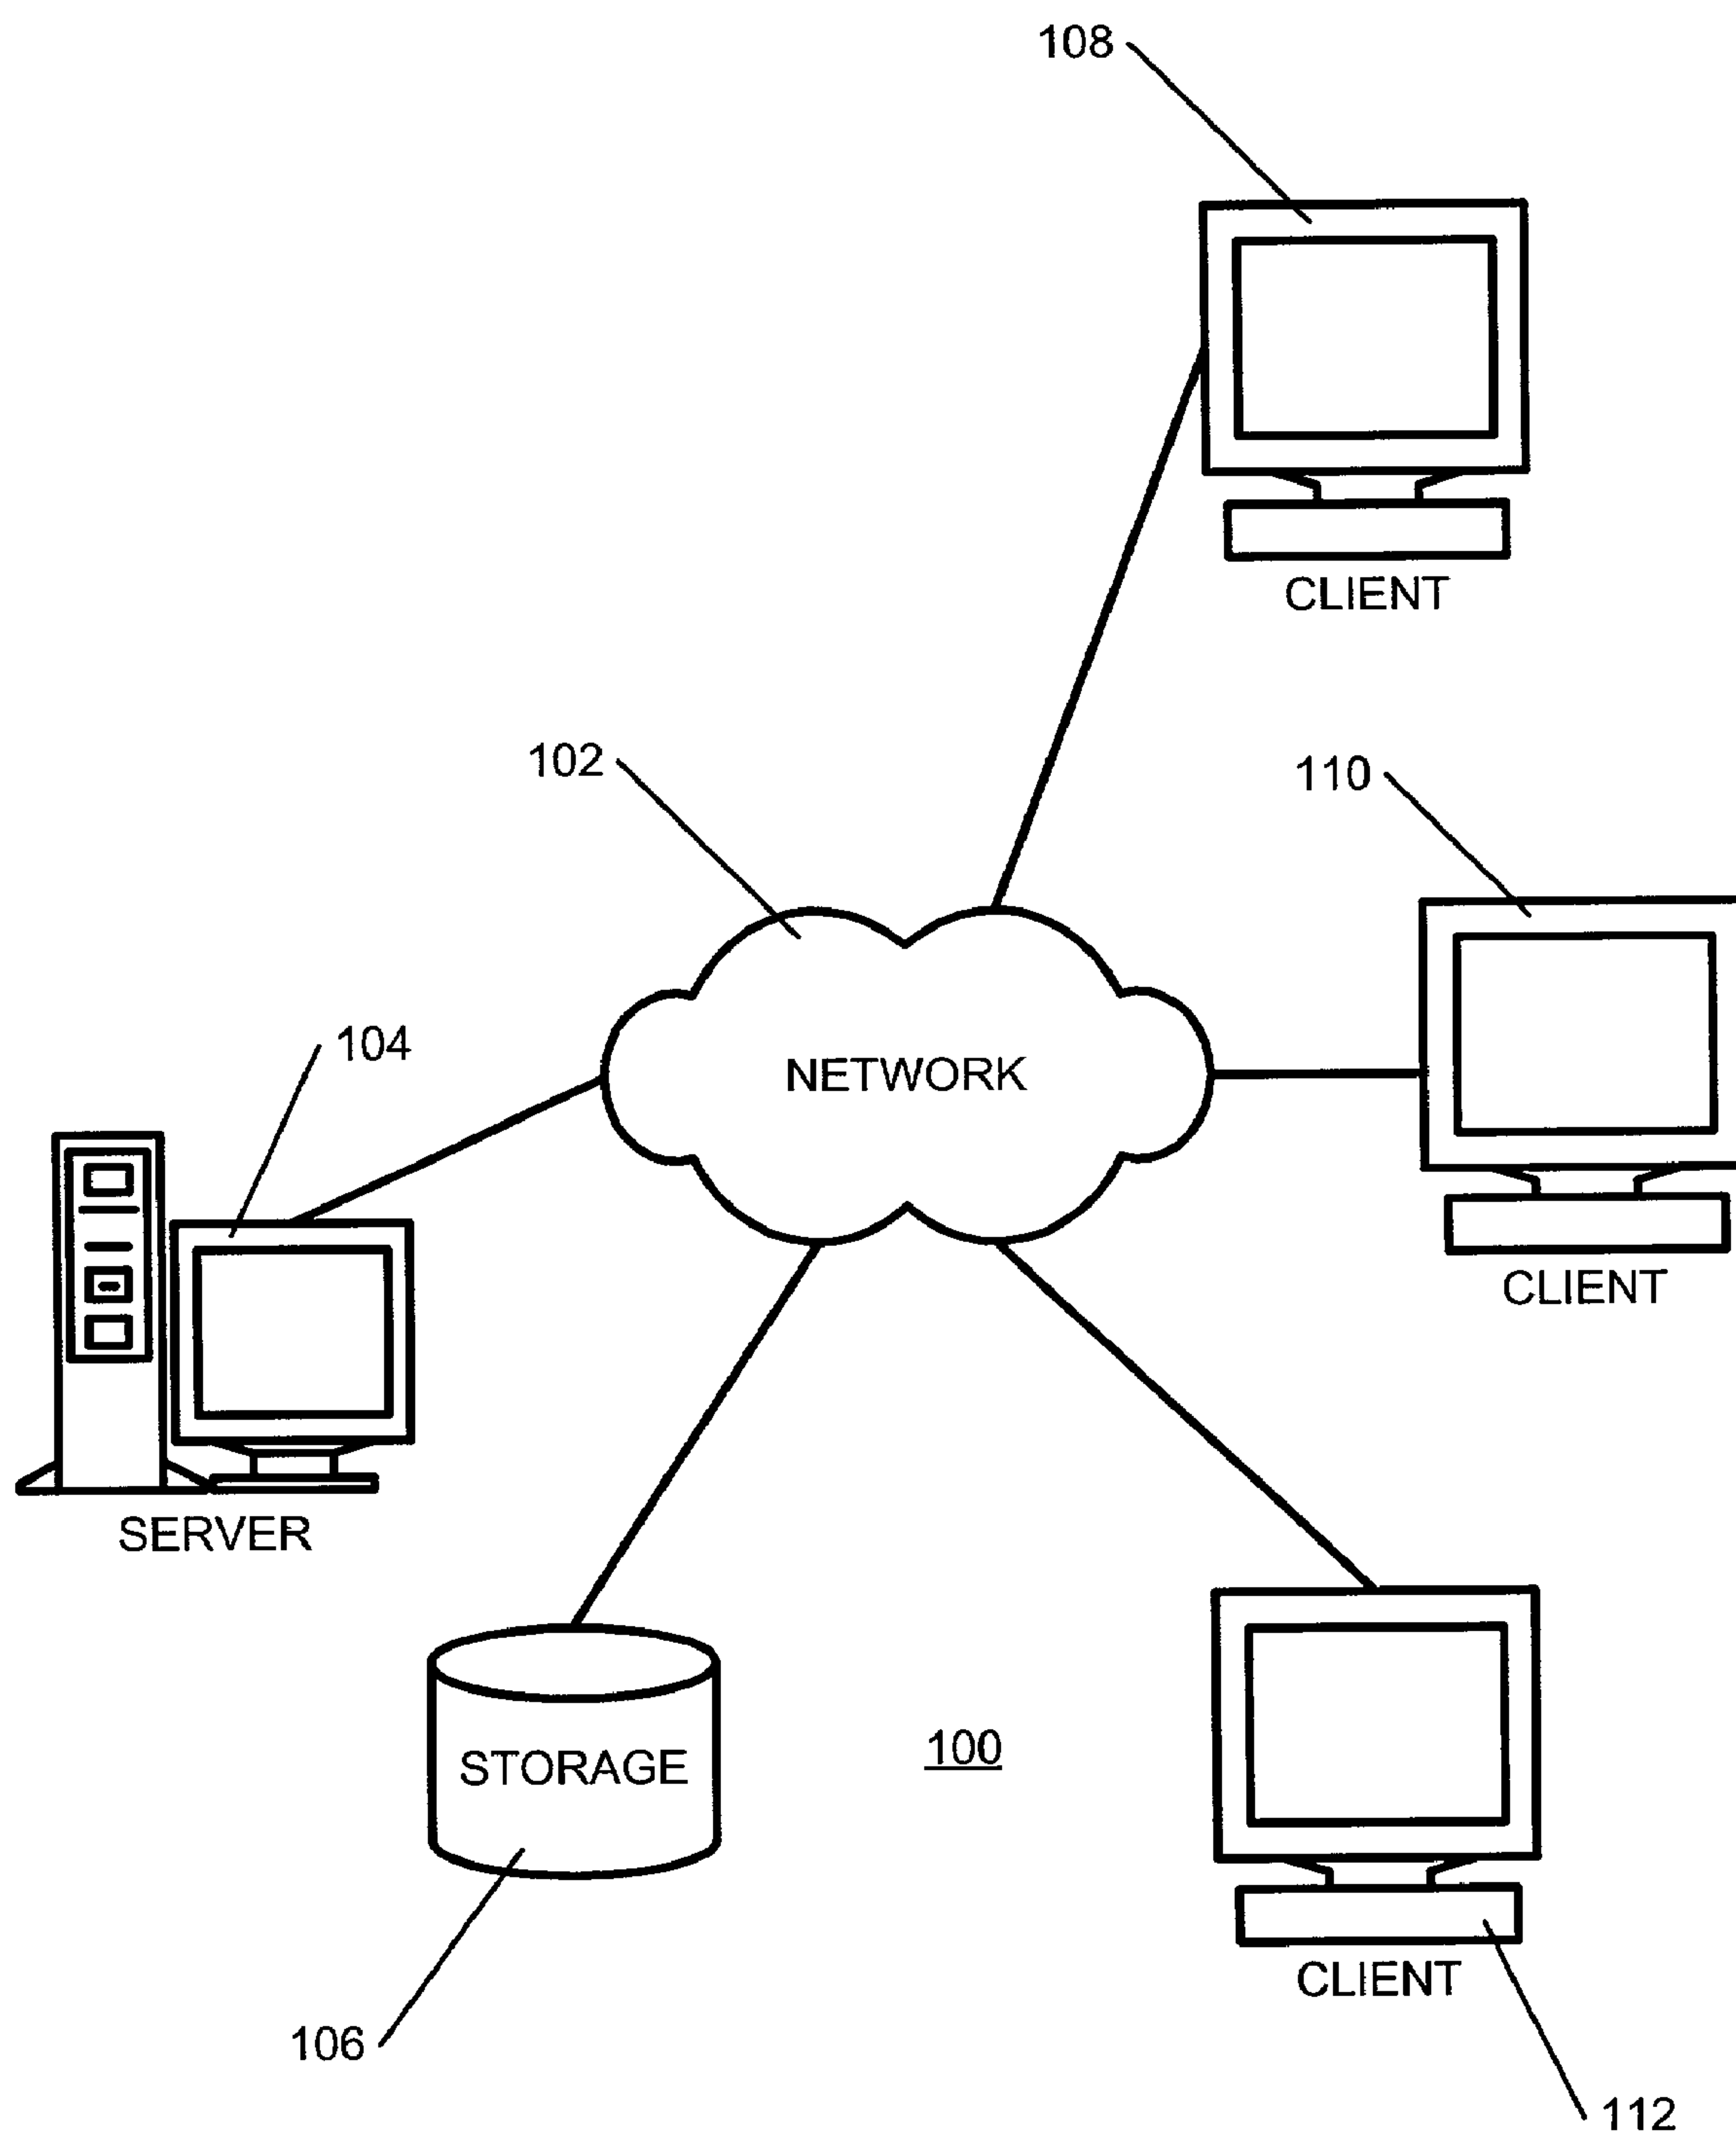 108
CLIENT
102
110
104
NETWORK
CLIENT
SERVER
STORAGE
100
CLIENT
106
112